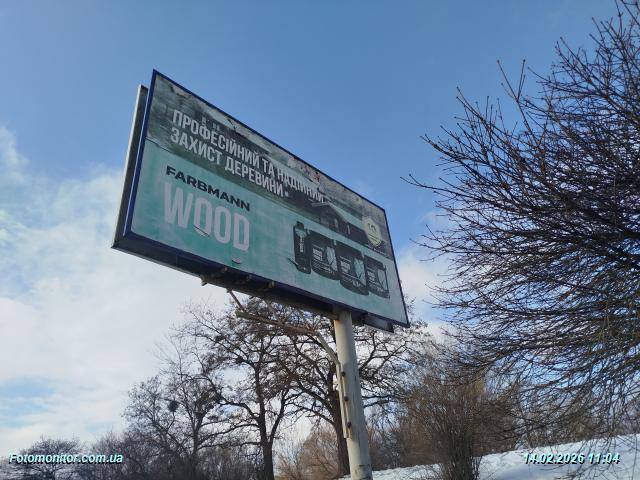 ПРОФЕСІЙНИЙ ТА НАДІЙНИЙ
ЗАХИСТ ДЕРЕВИНИ
FARBMANN
WOOD
Fotomonitor.com.ua
14.02.2026 11:04